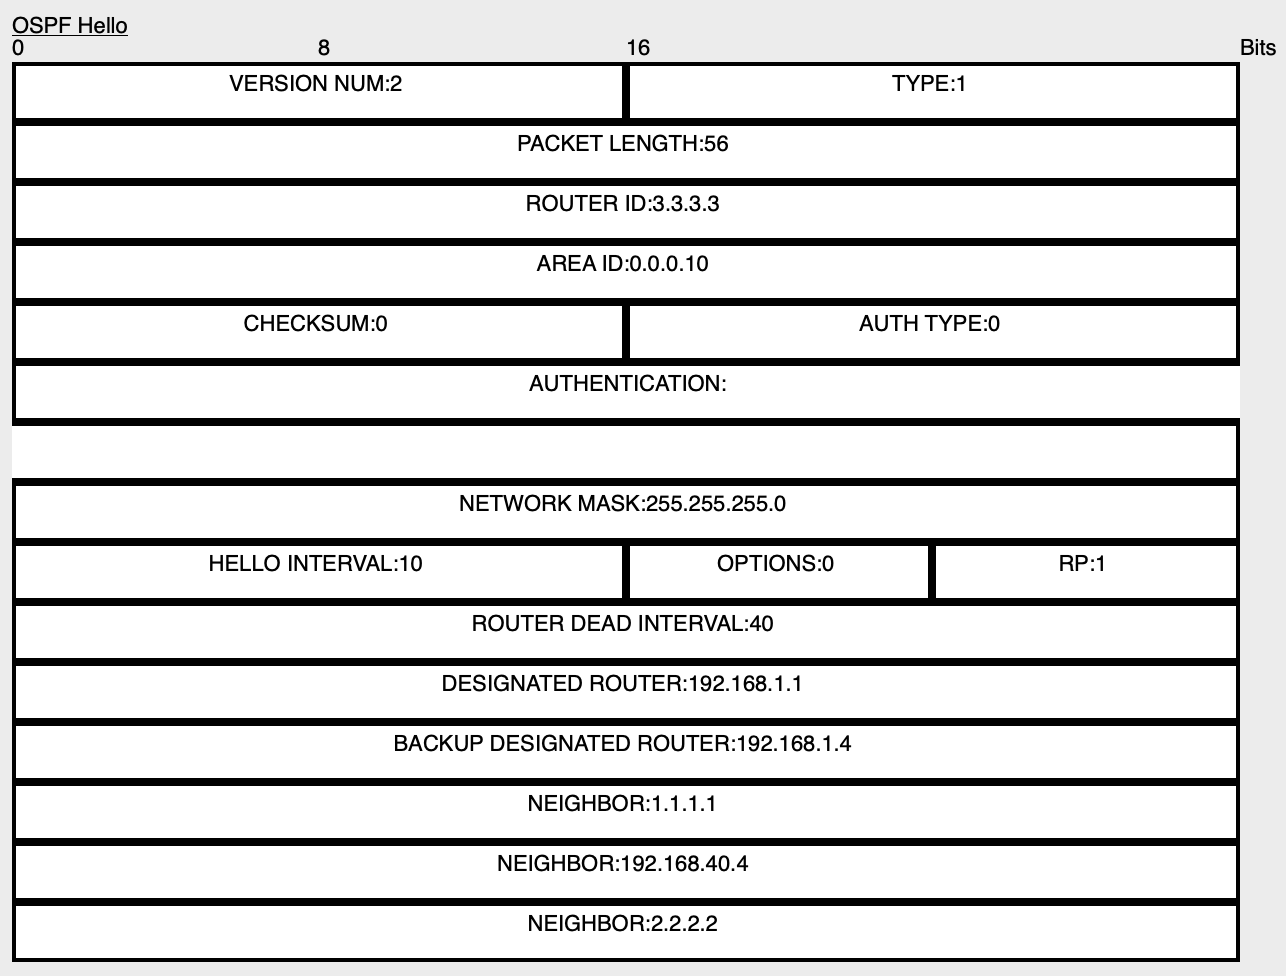 OSPF Hello
0 8 16 Bits
VERSION NUM:2 TYPE:1
PACKET LENGTH:56
ROUTER ID:3.3.3.3
AREA ID:0.0.0.10
CHECKSUM:0 AUTH TYPE:0
AUTHENTICATION:
NETWORK MASK:255.255.255.0
HELLO INTERVAL:10 OPTIONS:0 RP:1
ROUTER DEAD INTERVAL:40
DESIGNATED ROUTER:192.168.1.1
BACKUP DESIGNATED ROUTER:192.168.1.4
NEIGHBOR:1.1.1.1
NEIGHBOR:192.168.40.4
NEIGHBOR:2.2.2.2